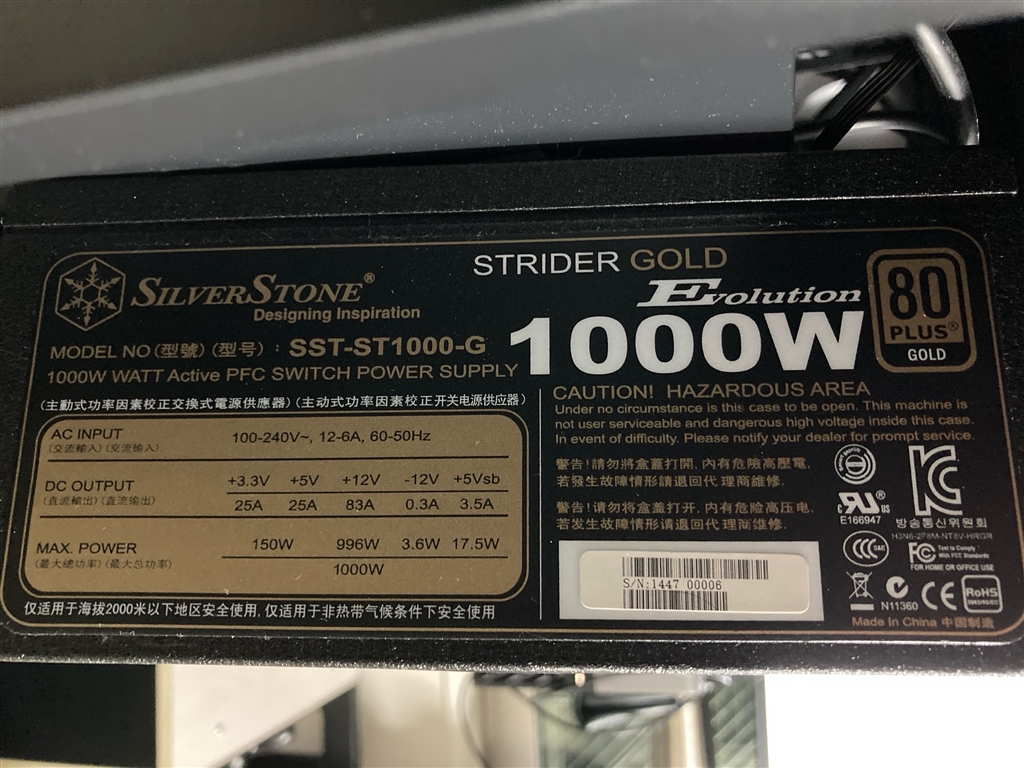 SILVERSTONE®
Designing Inspiration
STRIDER GOLD
Evolution
1000W
80
PLUS®
GOLD
MODEL NO(型號)(型号)：SST-ST1000-G
1000W WATT Active PFC SWITCH POWER SUPPLY
(主動式功率因素校正交換式電源供應器)(主动式功率因素校正开关电源供应器)
AC INPUT 100-240V~, 12-6A, 60-50Hz
(交流輸入)(交流输入)
DC OUTPUT +3.3V +5V +12V -12V +5Vsb
(直流輸出)(直流输出) 25A 25A 83A 0.3A 3.5A
MAX. POWER 150W 996W 3.6W 17.5W
(最大總功率)(最大总功率) 1000W
仅适用于海拔2000米以下地区安全使用,仅适用于非热带气候条件下安全使用
CAUTION! HAZARDOUS AREA
Under no circumstance is this case to be open. This machine is
not user serviceable and dangerous high voltage inside this case.
In event of difficulty. Please notify your dealer for prompt service.
警告!請勿將盒蓋打開,內有危險高壓電,
若發生故障情形請退回代理商維修.
警告!请勿将盒盖打开,内有危险高压电,
若发生故障情形请退回代理商维修.
S/N:1447 00006
E166947
방송통신위원회
H3N6-2F8M-NT8V-HRGR
Test to Comply
With FCC Standards
FOR HOME OR OFFICE USE
N11360
CE
RoHS
2002/95/EC
Made In China 中国制造